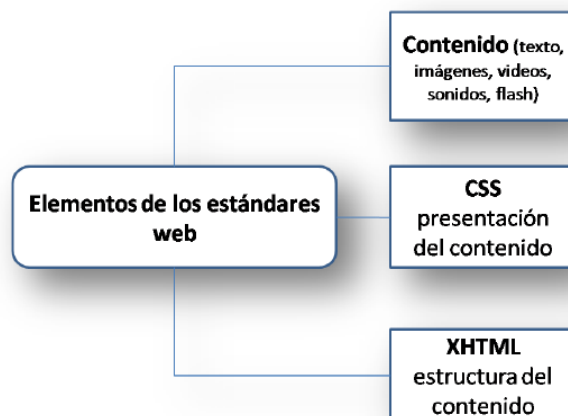 Contenido (texto,
imágenes, videos,
sonidos, flash)
Elementos de los estándares
web
CSS
presentación
del contenido
XHTML
estructura del
contenido